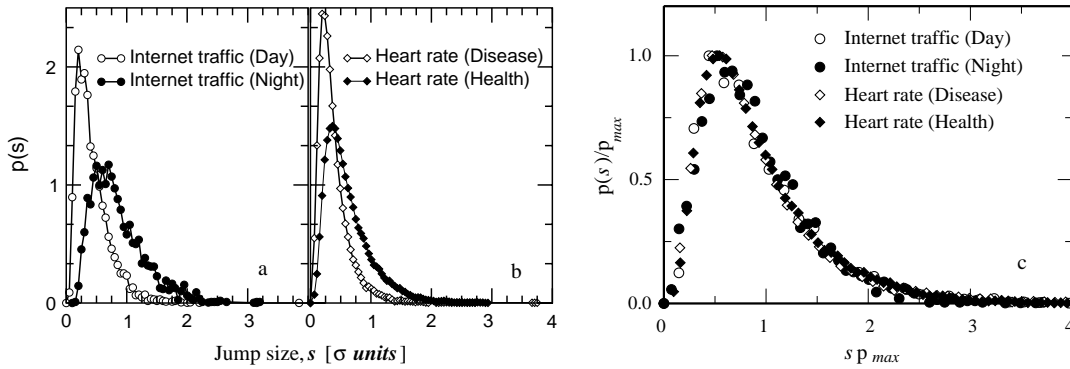 Internet traffic (Day)
Internet traffic (Night)
Heart rate (Disease)
Heart rate (Health)
p(s)
2
1
0
a
b
0 1 2 3 0 1 2 3 4
Jump size, s [σ units]
Internet traffic (Day)
Internet traffic (Night)
Heart rate (Disease)
Heart rate (Health)
p(s)/p_max
1.0
0.5
0.0
c
0 1 2 3 4
s p_max